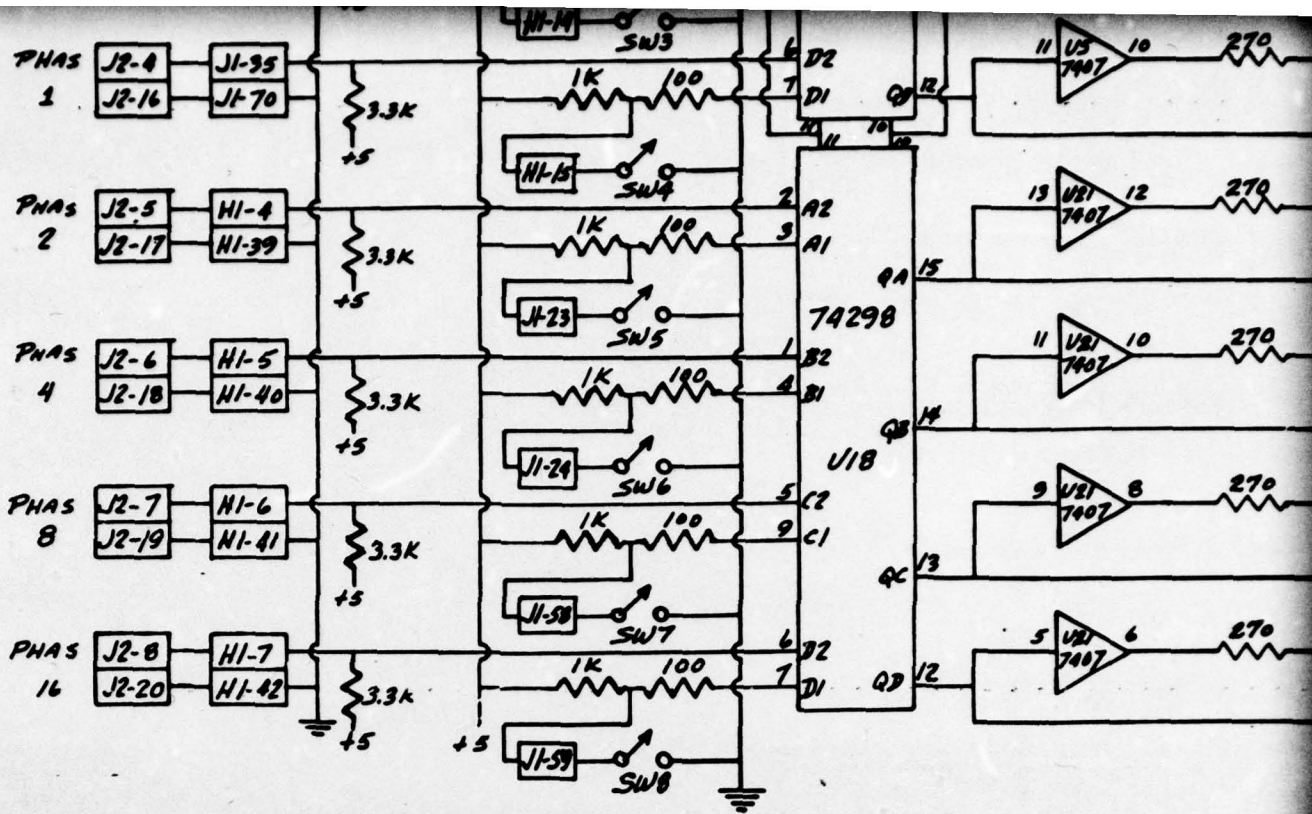 H1-14
SW3
PHAS
1
J2-4
J1-35
J2-16
J1-70
3.3K
+5
1K
100
6
D2
7
D1
QD
12
11
U5
7407
10
270
H1-15
SW4
11
10
PHAS
2
J2-5
H1-4
J2-17
H1-39
3.3K
+5
1K
100
2
A2
3
A1
QA
15
13
U21
7407
12
270
J1-23
SW5
74298
PHAS
4
J2-6
H1-5
J2-18
H1-40
3.3K
+5
1K
100
1
B2
4
B1
QB
14
11
U21
7407
10
270
J1-24
SW6
U18
PHAS
8
J2-7
H1-6
J2-19
H1-41
3.3K
+5
1K
100
5
C2
9
C1
QC
13
9
U21
7407
8
270
J1-58
SW7
PHAS
16
J2-8
H1-7
J2-20
H1-42
3.3K
+5
+5
1K
100
6
D2
7
D1
QD
12
5
U21
7407
6
270
J1-59
SW8